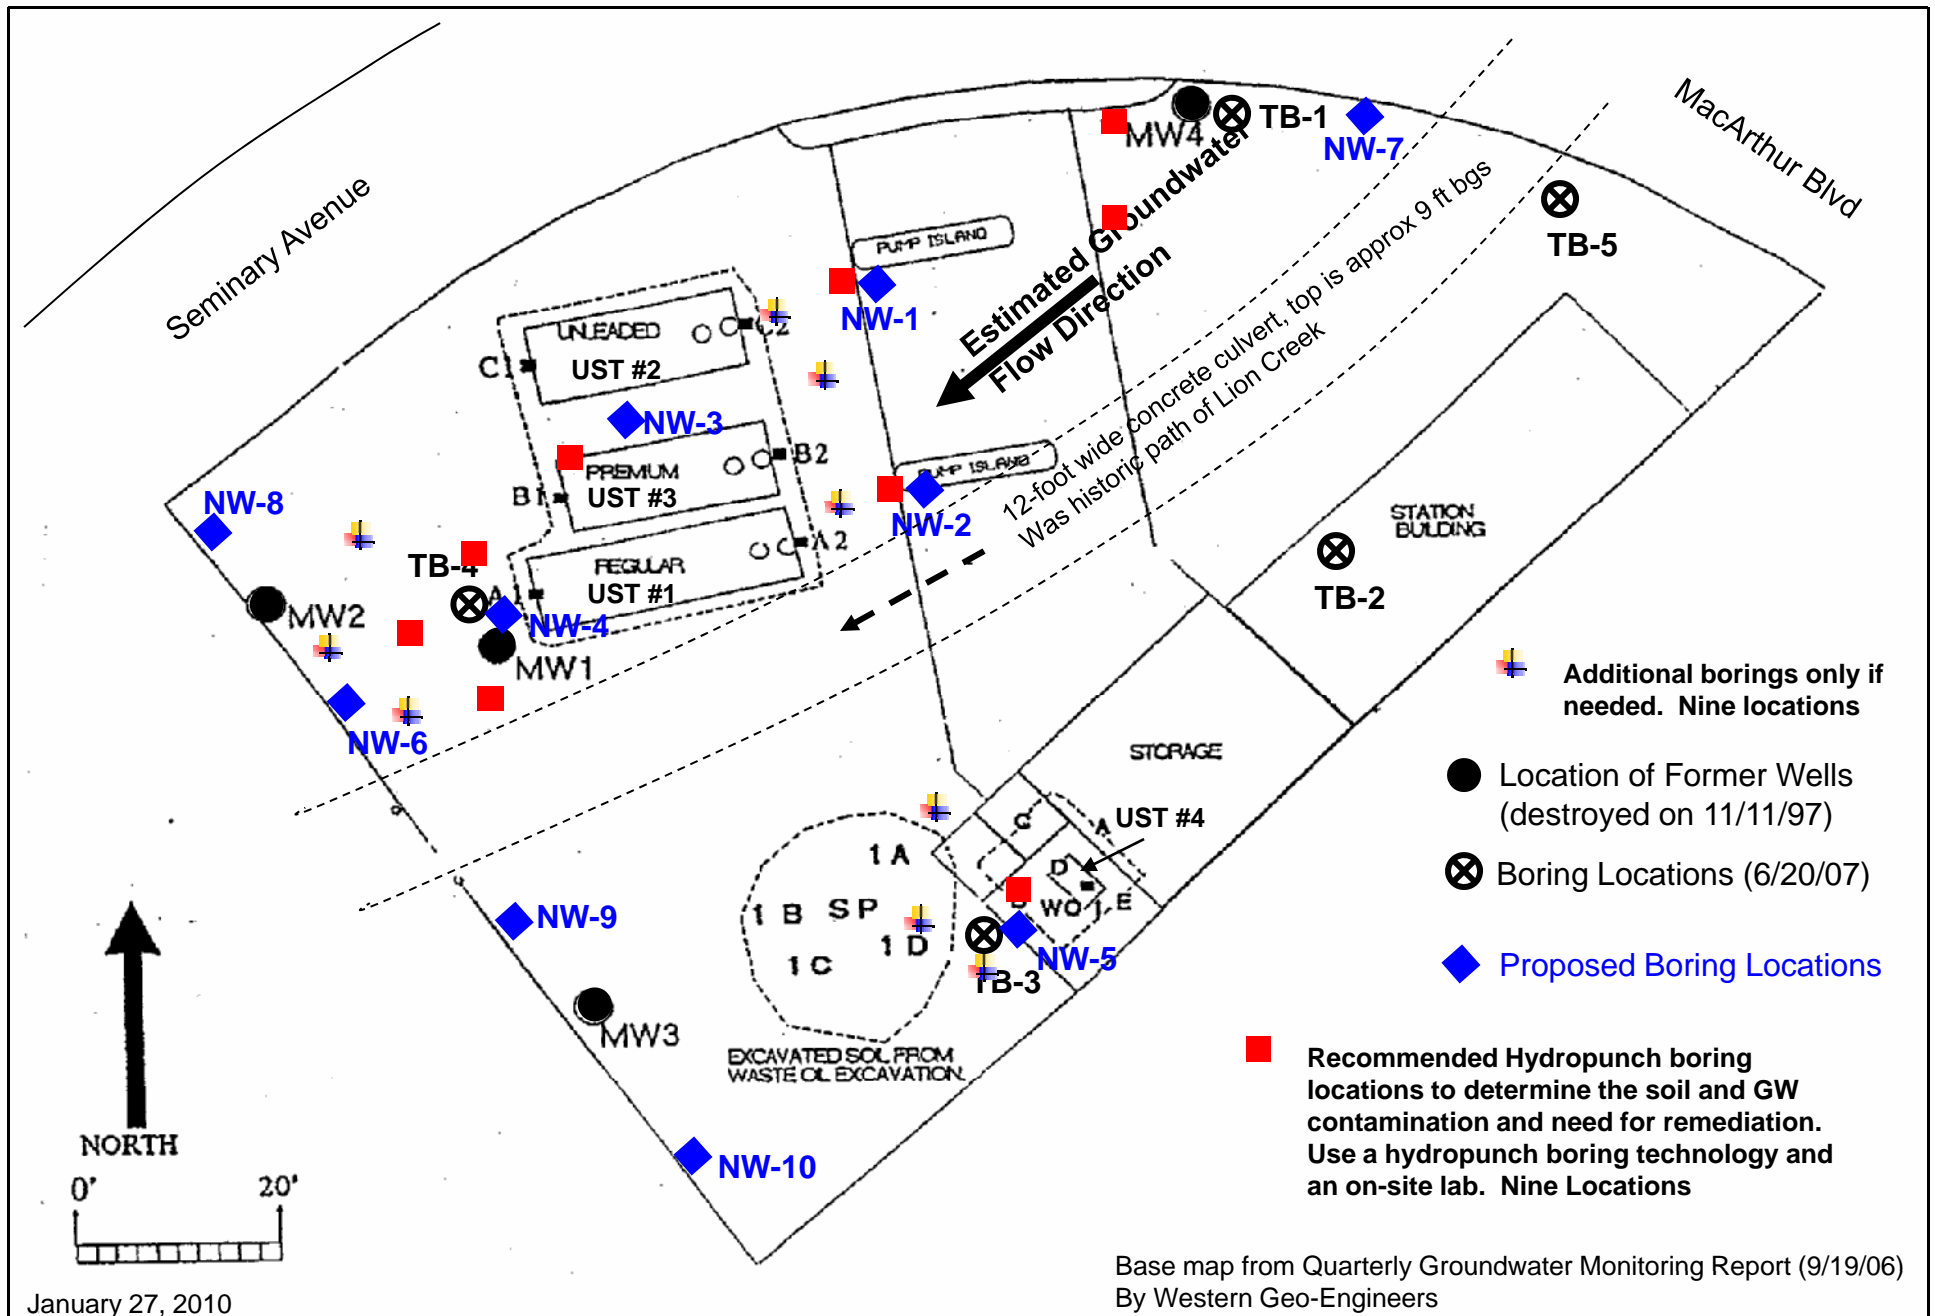 Seminary Avenue
MacArthur Blvd
MW4
TB-1
NW-7
TB-5
PUMP ISLAND
NW-1
Estimated Groundwater
Flow Direction
12-foot wide concrete culvert, top is approx 9 ft bgs
Was historic path of Lion Creek
UNLEADED
UST #2
C1
C2
NW-3
PREMIUM
UST #3
B1
B2
PUMP ISLAND
NW-2
REGULAR
UST #1
A1
A2
NW-8
TB-4
MW2
NW-4
MW1
NW-6
STATION
BUILDING
TB-2
STORAGE
UST #4
C
A
D
B
WO 1
E
1 A
1 B
SP
1 D
1 C
NW-9
NW-5
TB-3
MW3
EXCAVATED SOIL FROM
WASTE OIL EXCAVATION.
NW-10
NORTH
0'
20'
Additional borings only if
needed. Nine locations
Location of Former Wells
(destroyed on 11/11/97)
Boring Locations (6/20/07)
Proposed Boring Locations
Recommended Hydropunch boring
locations to determine the soil and GW
contamination and need for remediation.
Use a hydropunch boring technology and
an on-site lab. Nine Locations
Base map from Quarterly Groundwater Monitoring Report (9/19/06)
By Western Geo-Engineers
January 27, 2010